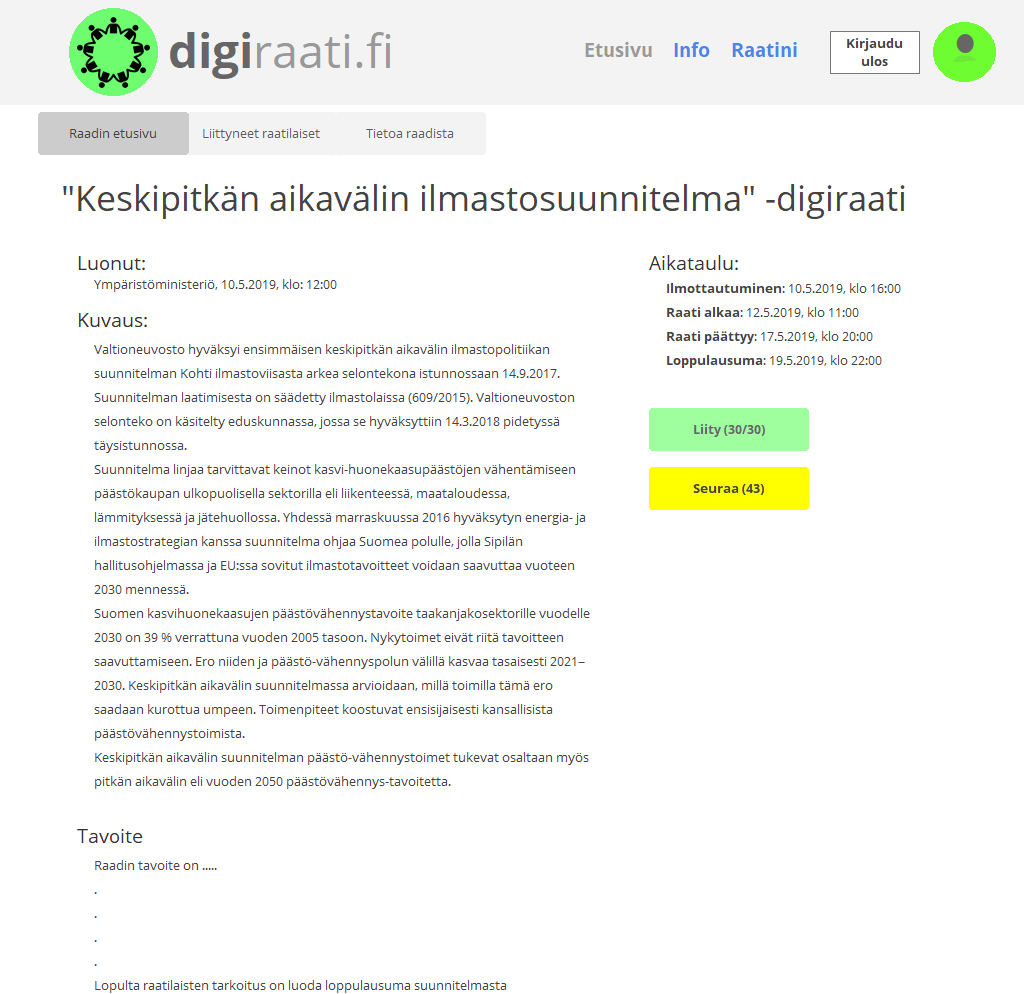 digiraati.fi
Etusivu Info Raatini
Kirjaudu
ulos
Raadin etusivu Liittyneet raatilaiset Tietoa raadista
"Keskipitkän aikavälin ilmastosuunnitelma" -digiraati
Luonut:
Ympäristöministeriö, 10.5.2019, klo: 12:00
Kuvaus:
Valtioneuvosto hyväksyi ensimmäisen keskipitkän aikavälin ilmastopolitiikan
suunnitelman Kohti ilmastoviisasta arkea selontekona istunnossaan 14.9.2017.
Suunnitelman laatimisesta on säädetty ilmastolaissa (609/2015). Valtioneuvoston
selonteko on käsitelty eduskunnassa, jossa se hyväksyttiin 14.3.2018 pidetyssä
täysistunnossa.
Suunnitelma linjaa tarvittavat keinot kasvi-huonekaasupäästöjen vähentämiseen
päästökaupan ulkopuolisella sektorilla eli liikenteessä, maataloudessa,
lämmityksessä ja jätehuollossa. Yhdessä marraskuussa 2016 hyväksytyn energia- ja
ilmastostrategian kanssa suunnitelma ohjaa Suomea polulle, jolla Sipilän
hallitusohjelmassa ja EU:ssa sovitut ilmastotavoitteet voidaan saavuttaa vuoteen
2030 mennessä.
Suomen kasvihuonekaasujen päästövähennystavoite taakanjakosektorille vuodelle
2030 on 39 % verrattuna vuoden 2005 tasoon. Nykytoimet eivät riitä tavoitteen
saavuttamiseen. Ero niiden ja päästö-vähennyspolun välillä kasvaa tasaisesti 2021–
2030. Keskipitkän aikavälin suunnitelmassa arvioidaan, millä toimilla tämä ero
saadaan kurottua umpeen. Toimenpiteet koostuvat ensisijaisesti kansallisista
päästövähennystoimista.
Keskipitkän aikavälin suunnitelman päästö-vähennystoimet tukevat osaltaan myös
pitkän aikavälin eli vuoden 2050 päästövähennys-tavoitetta.
Tavoite
Raadin tavoite on .....
.
.
.
.
Lopulta raatilaisten tarkoitus on luoda loppulausuma suunnitelmasta
Aikataulu:
Ilmottautuminen: 10.5.2019, klo 16:00
Raati alkaa: 12.5.2019, klo 11:00
Raati päättyy: 17.5.2019, klo 20:00
Loppulausuma: 19.5.2019, klo 22:00
Liity (30/30)
Seuraa (43)